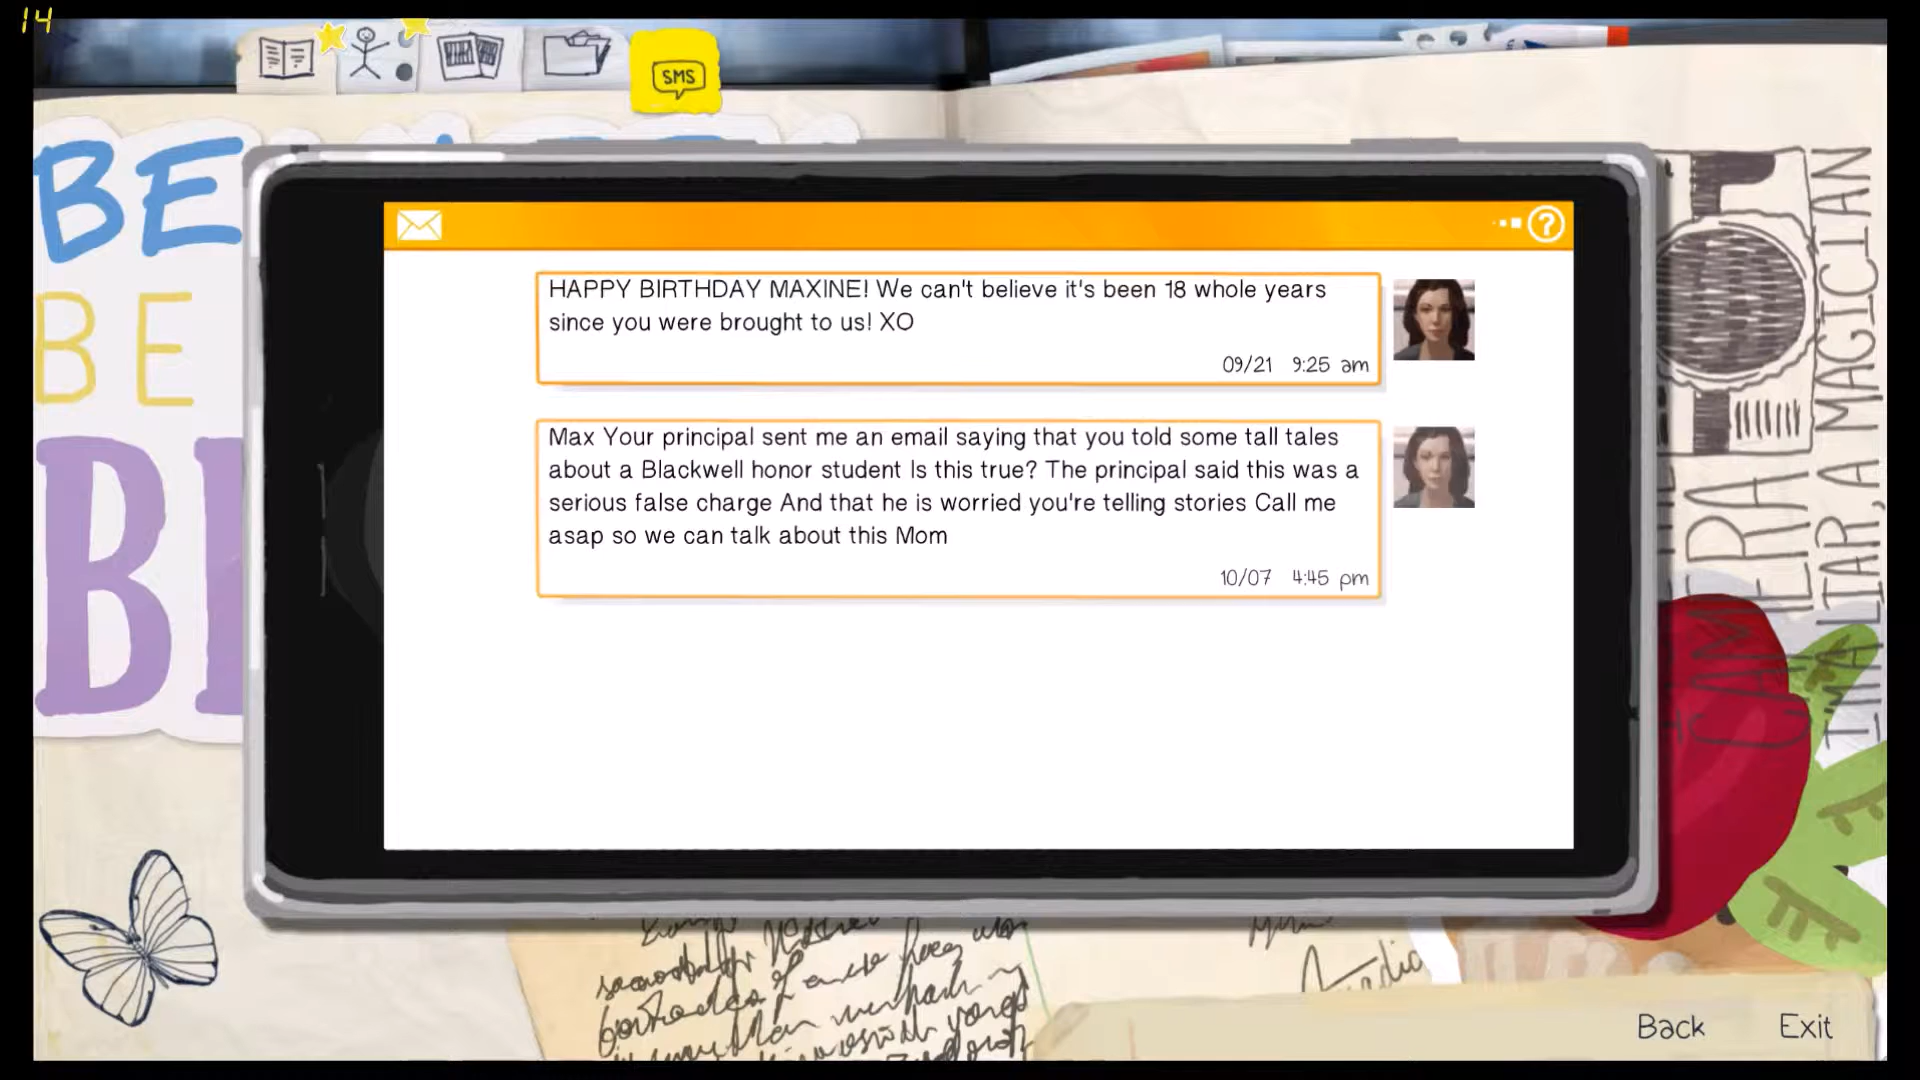 14
SMS
BE
BE
HAPPY BIRTHDAY MAXINE! We can't believe it's been 18 whole years
since you were brought to us! XO
09/21 9:25 am
Max Your principal sent me an email saying that you told some tall tales
about a Blackwell honor student Is this true? The principal said this was a
serious false charge And that he is worried you're telling stories Call me
asap so we can talk about this Mom
10/07 4:45 pm
CAMERA
I'M A LIAR, A MAGICIAN
Back Exit